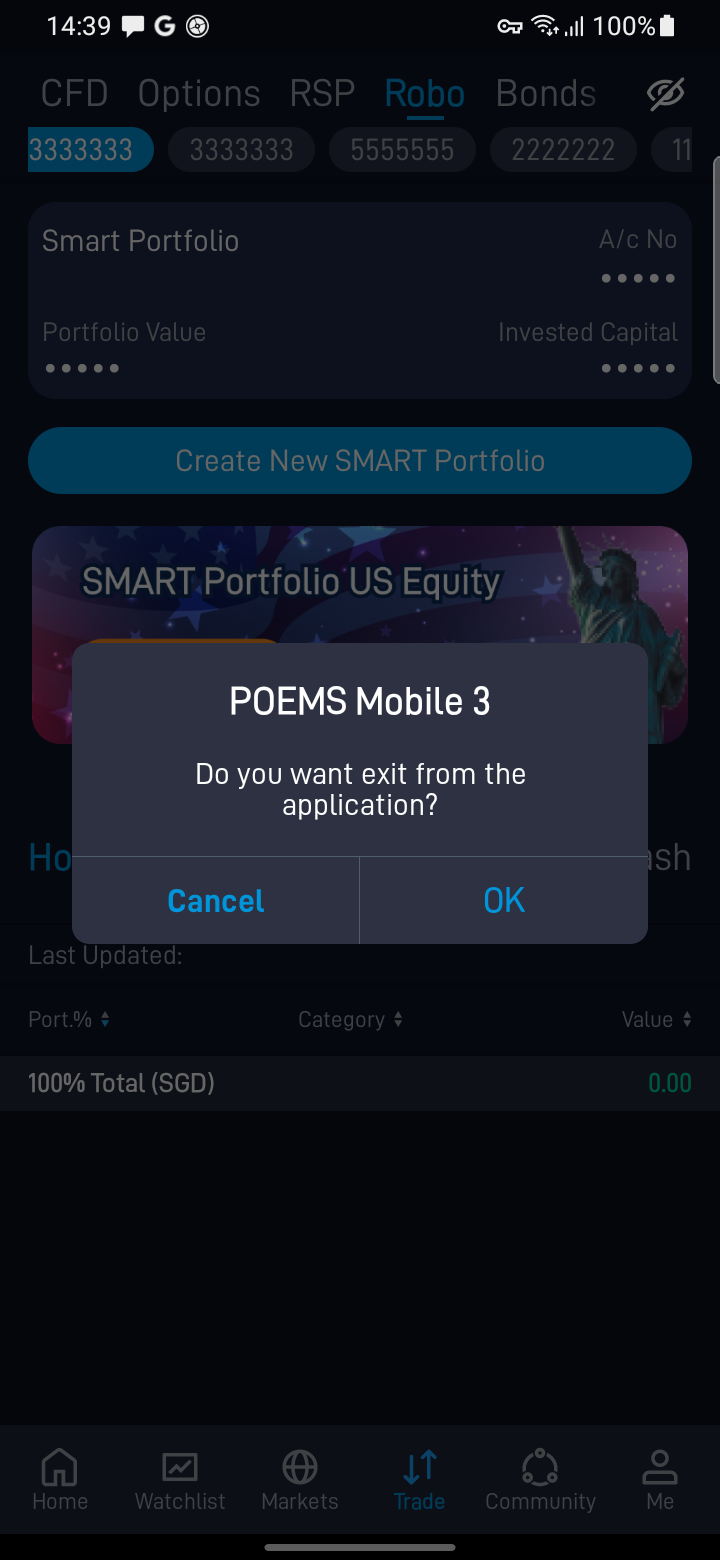 14:39
100%
CFD Options RSP Robo Bonds
3333333 3333333 5555555 2222222 11
Smart Portfolio
A/c No
Portfolio Value
Invested Capital
Create New SMART Portfolio
SMART Portfolio US Equity
POEMS Mobile 3
Do you want exit from the
application?
Cancel
OK
Last Updated:
Port.% Category Value
100% Total (SGD) 0.00
Home Watchlist Markets Trade Community Me